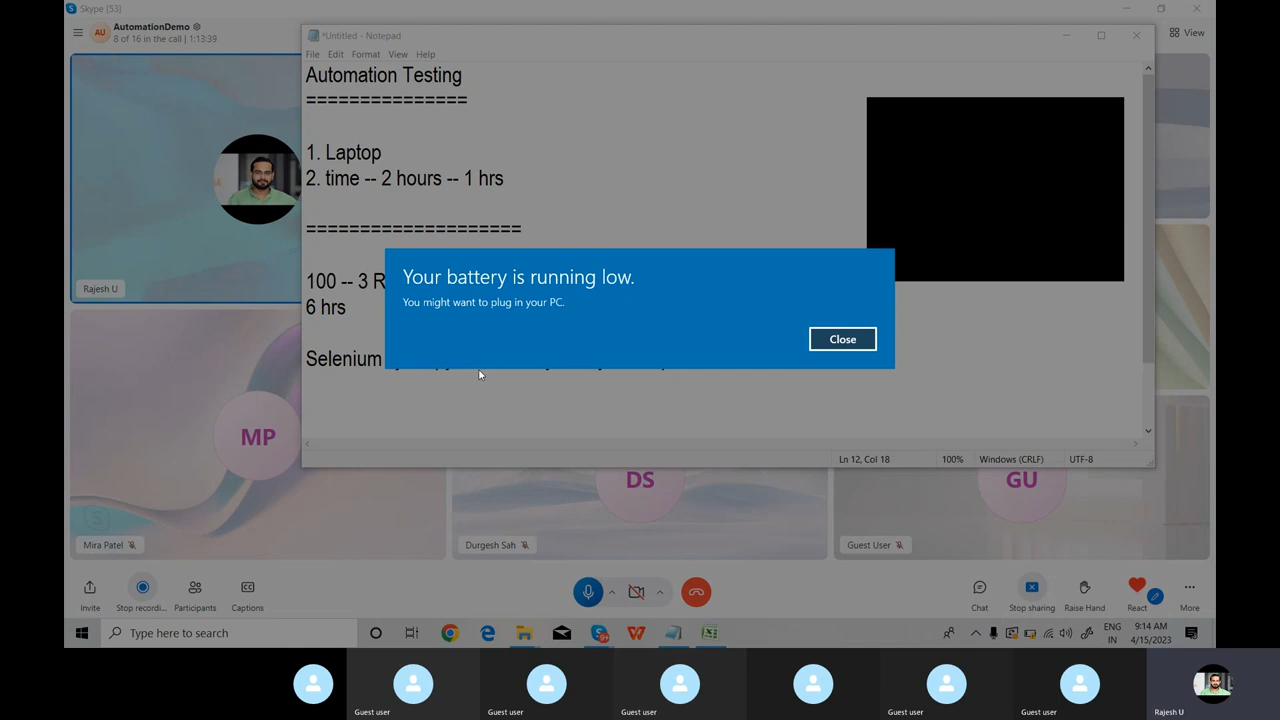 Skype [53]
AutomationDemo
8 of 16 in the call | 1:13:39
View
*Untitled - Notepad
File Edit Format View Help
Automation Testing
===============
1. Laptop
2. time -- 2 hours -- 1 hrs
====================
100 -- 3 R
6 hrs
Selenium
Your battery is running low.
You might want to plug in your PC.
Close
Ln 12, Col 18 100% Windows (CRLF) UTF-8
AU
Rajesh U
MP
DS
GU
Mira Patel
Durgesh Sah
Guest User
Invite
Stop recordi...
Participants
Captions
Chat
Stop sharing
Raise Hand
React
More
Type here to search
9+
ENG
IN
9:14 AM
4/15/2023
Guest user
Guest user
Guest user
Guest user
Guest user
Rajesh U